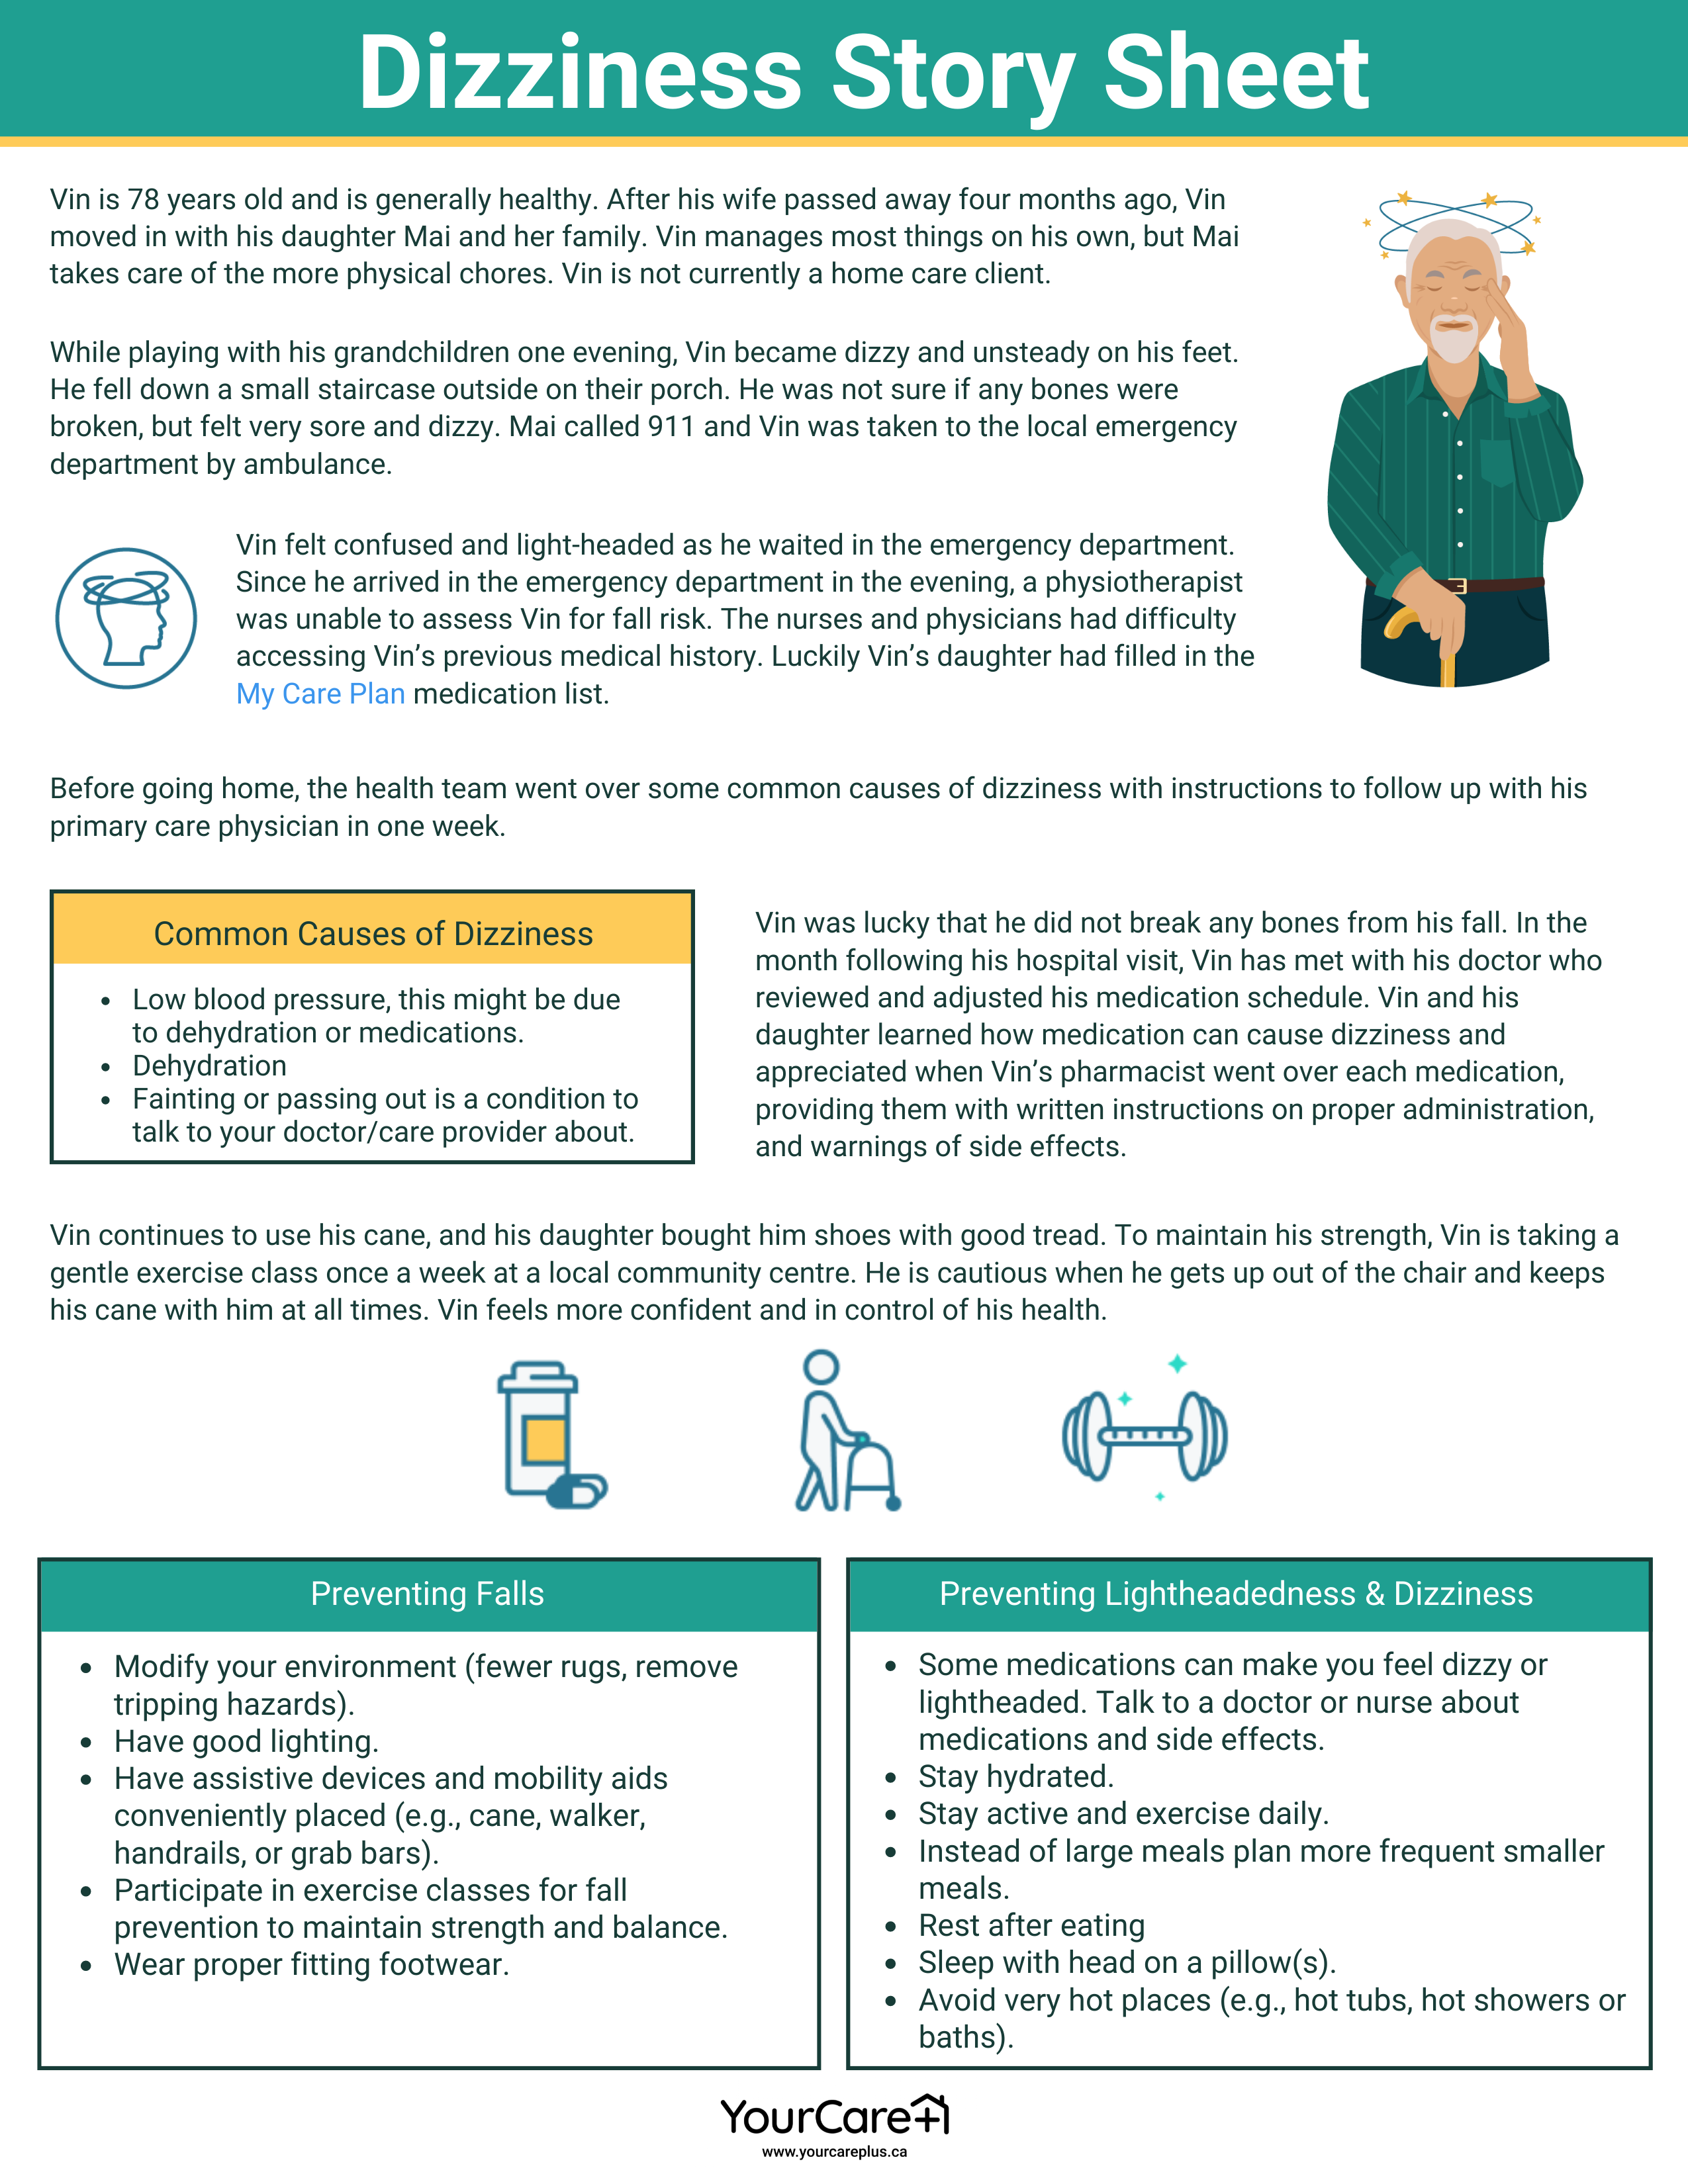 Dizziness Story Sheet
Vin is 78 years old and is generally healthy. After his wife passed away four months ago, Vin
moved in with his daughter Mai and her family. Vin manages most things on his own, but Mai
takes care of the more physical chores. Vin is not currently a home care client.
While playing with his grandchildren one evening, Vin became dizzy and unsteady on his feet.
He fell down a small staircase outside on their porch. He was not sure if any bones were
broken, but felt very sore and dizzy. Mai called 911 and Vin was taken to the local emergency
department by ambulance.
Vin felt confused and light-headed as he waited in the emergency department.
Since he arrived in the emergency department in the evening, a physiotherapist
was unable to assess Vin for fall risk. The nurses and physicians had difficulty
accessing Vin's previous medical history. Luckily Vin's daughter had filled in the
My Care Plan medication list.
Before going home, the health team went over some common causes of dizziness with instructions to follow up with his
primary care physician in one week.
Common Causes of Dizziness
• Low blood pressure, this might be due
to dehydration or medications.
• Dehydration
• Fainting or passing out is a condition to
talk to your doctor/care provider about.
Vin was lucky that he did not break any bones from his fall. In the
month following his hospital visit, Vin has met with his doctor who
reviewed and adjusted his medication schedule. Vin and his
daughter learned how medication can cause dizziness and
appreciated when Vin's pharmacist went over each medication,
providing them with written instructions on proper administration,
and warnings of side effects.
Vin continues to use his cane, and his daughter bought him shoes with good tread. To maintain his strength, Vin is taking a
gentle exercise class once a week at a local community centre. He is cautious when he gets up out of the chair and keeps
his cane with him at all times. Vin feels more confident and in control of his health.
Preventing Falls
• Modify your environment (fewer rugs, remove
tripping hazards).
• Have good lighting.
• Have assistive devices and mobility aids
conveniently placed (e.g., cane, walker,
handrails, or grab bars).
• Participate in exercise classes for fall
prevention to maintain strength and balance.
• Wear proper fitting footwear.
Preventing Lightheadedness & Dizziness
• Some medications can make you feel dizzy or
lightheaded. Talk to a doctor or nurse about
medications and side effects.
• Stay hydrated.
• Stay active and exercise daily.
• Instead of large meals plan more frequent smaller
meals.
• Rest after eating
• Sleep with head on a pillow(s).
• Avoid very hot places (e.g., hot tubs, hot showers or
baths).
YourCare+
www.yourcareplus.ca